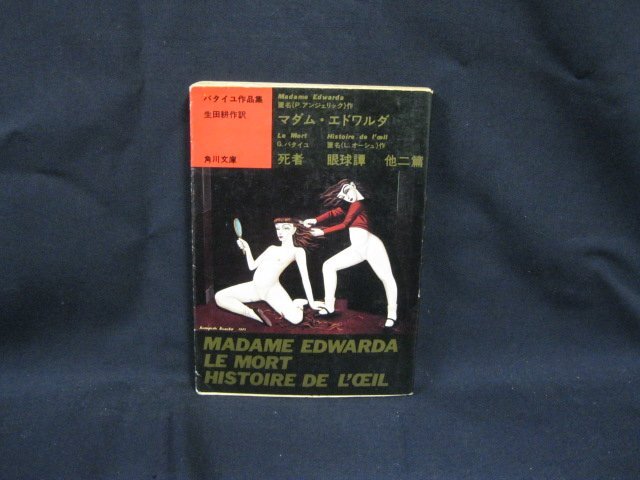 バタイユ作品集
生田耕作訳
角川文庫
Madame Edwarda
匿名(P.アンジェリック)作
マダム・エドワルダ
Le Mort
G.バタイユ
死者
Histoire de l'œil
匿名(L.オーシュ)作
眼球譚
他二篇
MADAME EDWARDA
LE MORT
HISTOIRE DE L'ŒIL